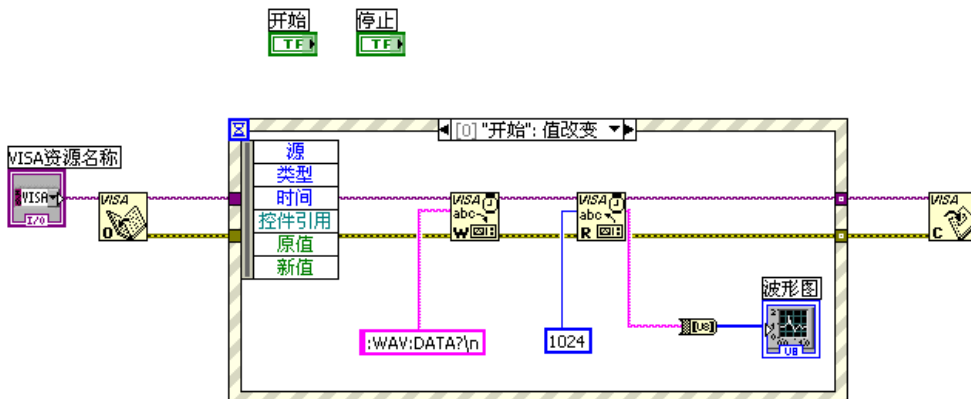 开始
停止
TF
TF
[0] "开始": 值改变
VISA资源名称
VISA
I/O
VISA
O
源
类型
时间
控件引用
原值
新值
VISA
abc
W
VISA
abc
R
VISA
C
:WAV:DATA?\n
1024
[U8]
波形图
U8